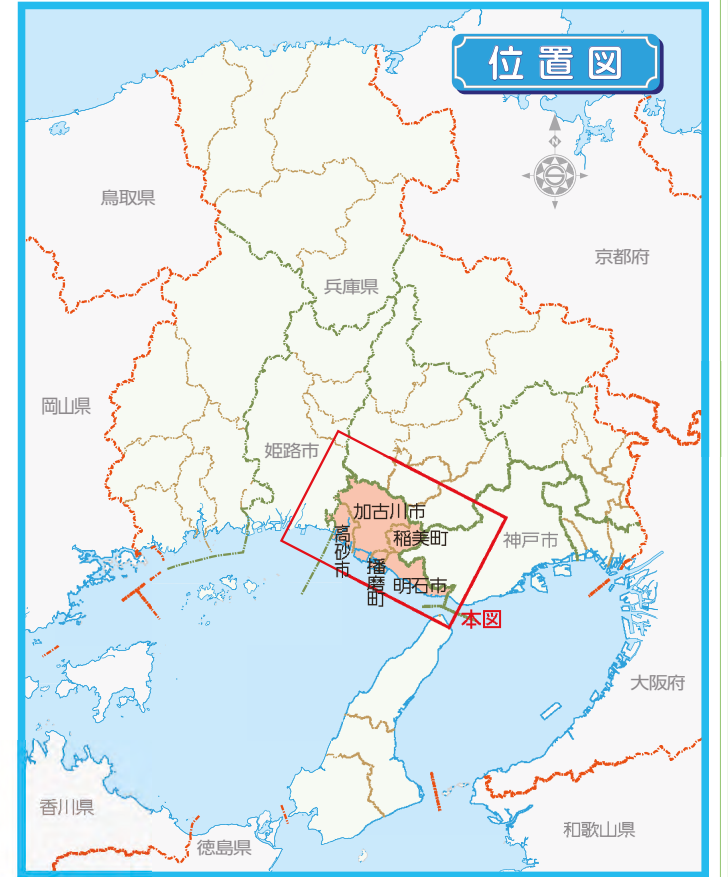 位置図
N
鳥取県
京都府
兵庫県
岡山県
姫路市
加古川市
高砂市
稲美町
神戸市
播磨町
明石市
本図
大阪府
香川県
徳島県
和歌山県